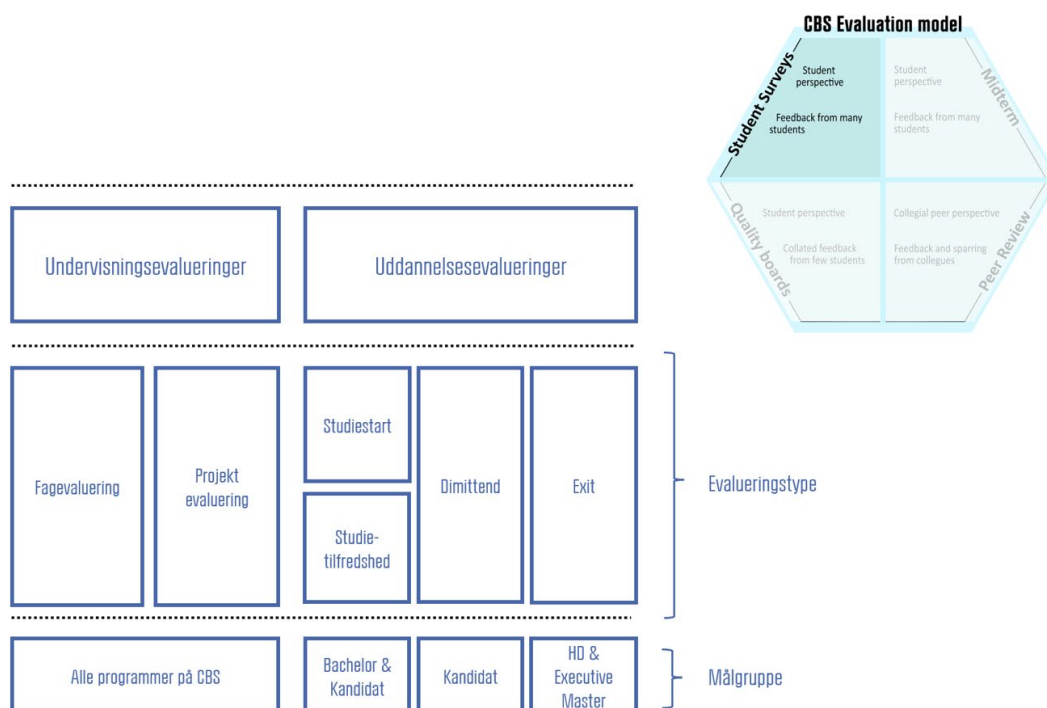 CBS Evaluation model
Student Surveys
Student
perspective
Feedback from many
students
Midterm
Student
perspective
Feedback from many
students
Quality boards
Student perspective
Collated feedback
from few students
Peer Review
Collegial peer perspective
Feedback and sparring
from collegues
Undervisningsevalueringer
Uddannelsesevalueringer
Fagevaluering
Projekt
evaluering
Studiestart
Studie-
tilfredshed
Dimittend
Exit
Evalueringstype
Alle programmer på CBS
Bachelor &
Kandidat
Kandidat
HD &
Executive
Master
Målgruppe